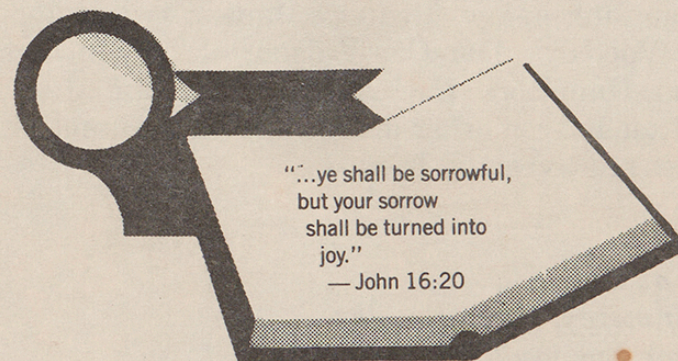 “...ye shall be sorrowful,
but your sorrow
shall be turned into
joy.”
— John 16:20